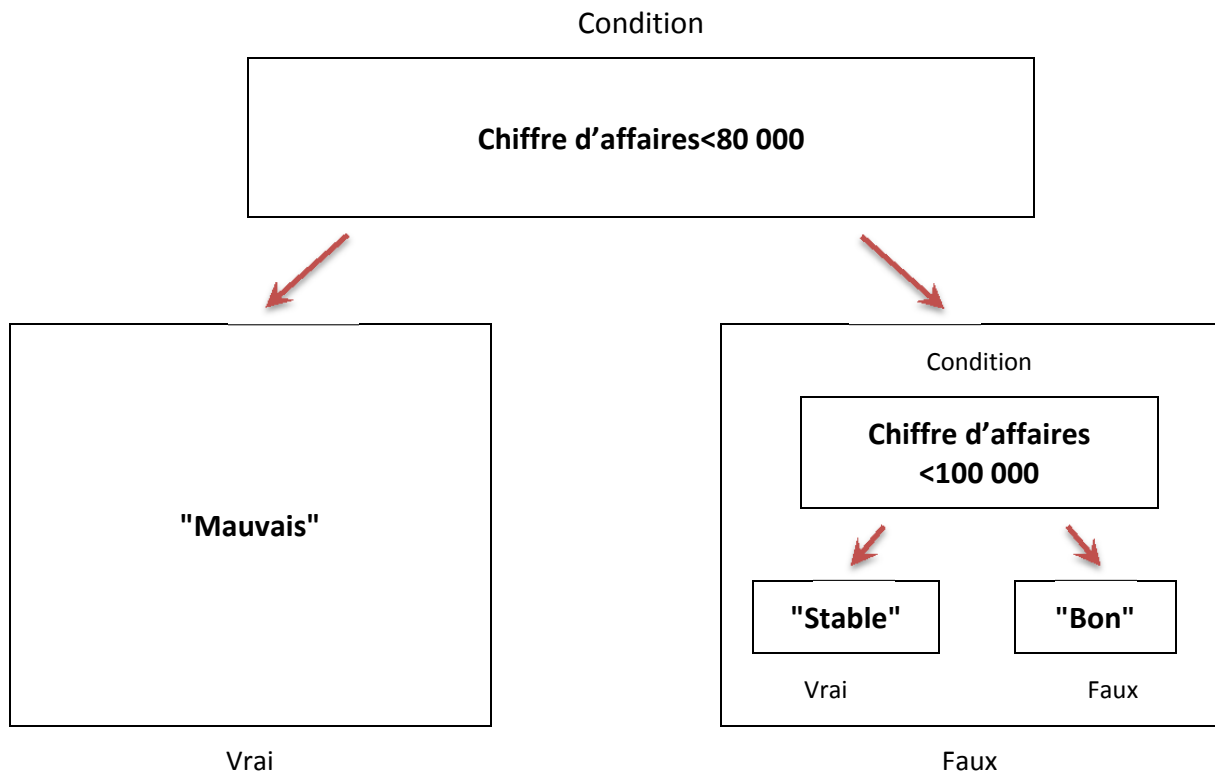 Condition
Chiffre d’affaires<80 000
Condition
Chiffre d’affaires
<100 000
"Mauvais"
"Stable"
"Bon"
Vrai
Faux
Vrai
Faux